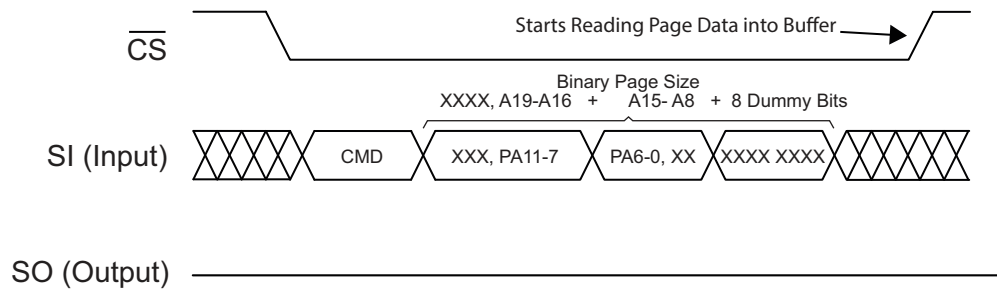 Starts Reading Page Data into Buffer
CS
Binary Page Size
XXXX, A19-A16 + A15- A8 + 8 Dummy Bits
SI (Input) CMD XXX, PA11-7 PA6-0, XX XXXX XXXX
SO (Output)